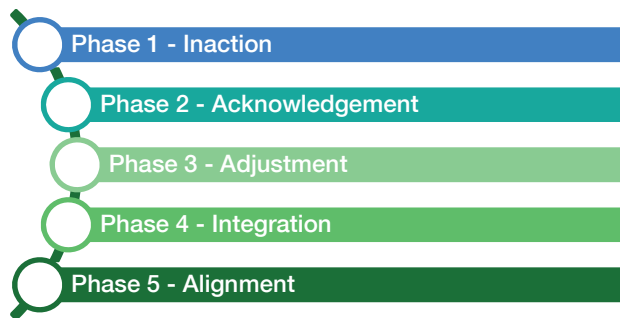 Phase 1 - Inaction
Phase 2 - Acknowledgement
Phase 3 - Adjustment
Phase 4 - Integration
Phase 5 - Alignment